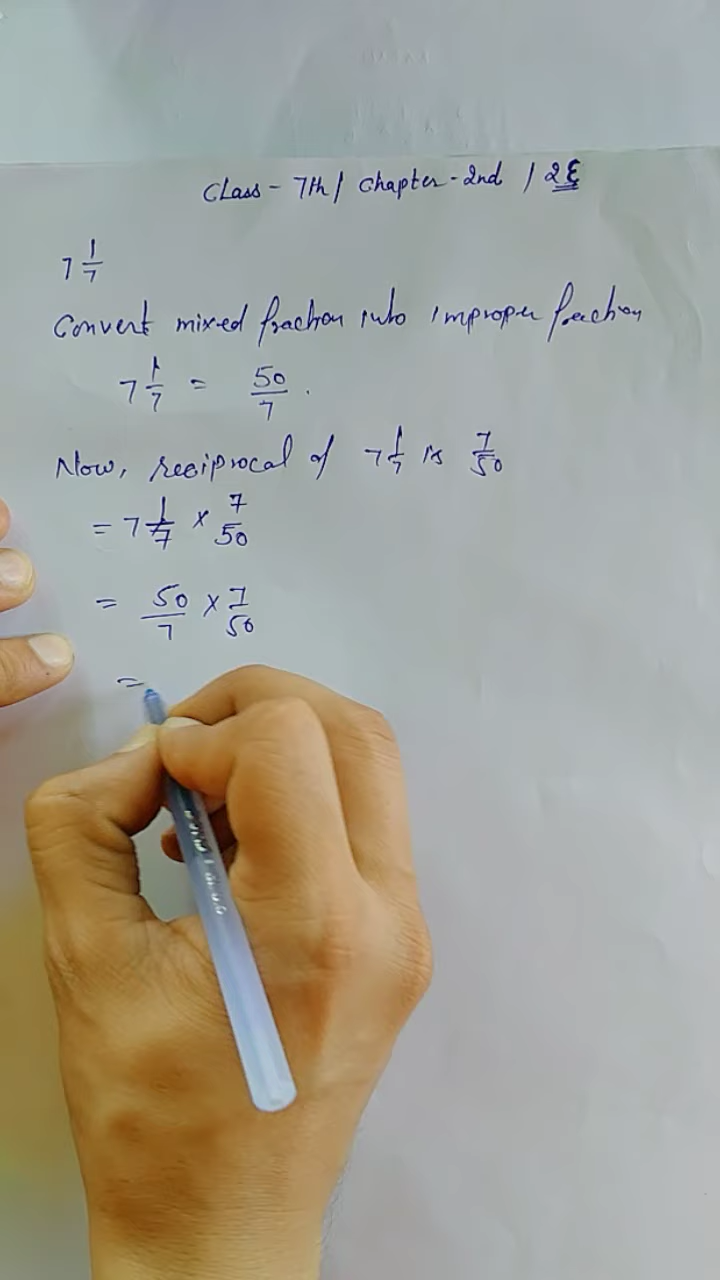 Class - 7th / Chapter - 2nd / 2E
7 1/7
Convert mixed fraction into improper fraction
7 1/7 = 50/7 .
Now, reciprocal of 7 1/7 is 7/50
= 7 1/7 × 7/50
= 50/7 × 7/50
=